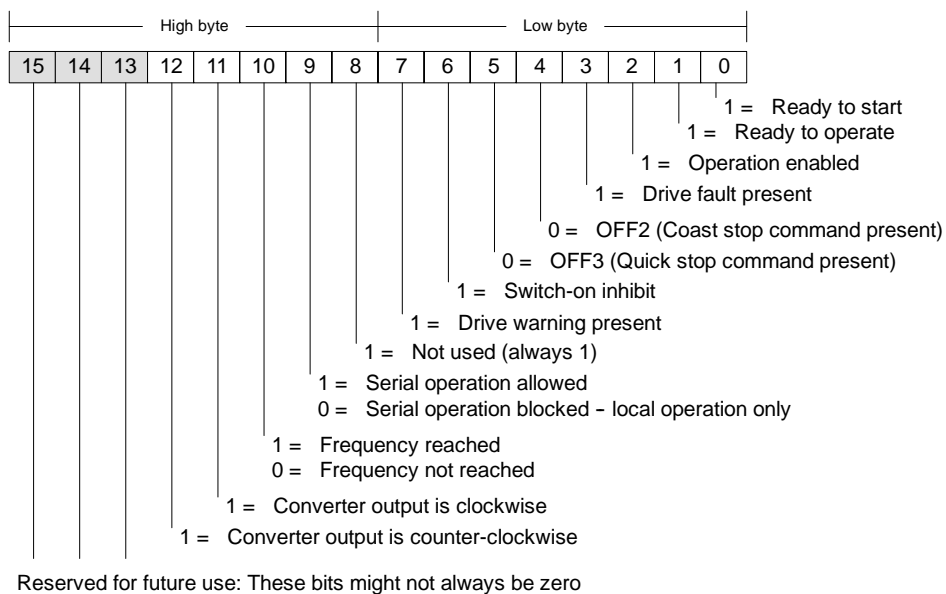 High byte Low byte
15 14 13 12 11 10 9 8 7 6 5 4 3 2 1 0
1 = Ready to start
1 = Ready to operate
1 = Operation enabled
1 = Drive fault present
0 = OFF2 (Coast stop command present)
0 = OFF3 (Quick stop command present)
1 = Switch-on inhibit
1 = Drive warning present
1 = Not used (always 1)
1 = Serial operation allowed
0 = Serial operation blocked – local operation only
1 = Frequency reached
0 = Frequency not reached
1 = Converter output is clockwise
1 = Converter output is counter-clockwise
Reserved for future use: These bits might not always be zero